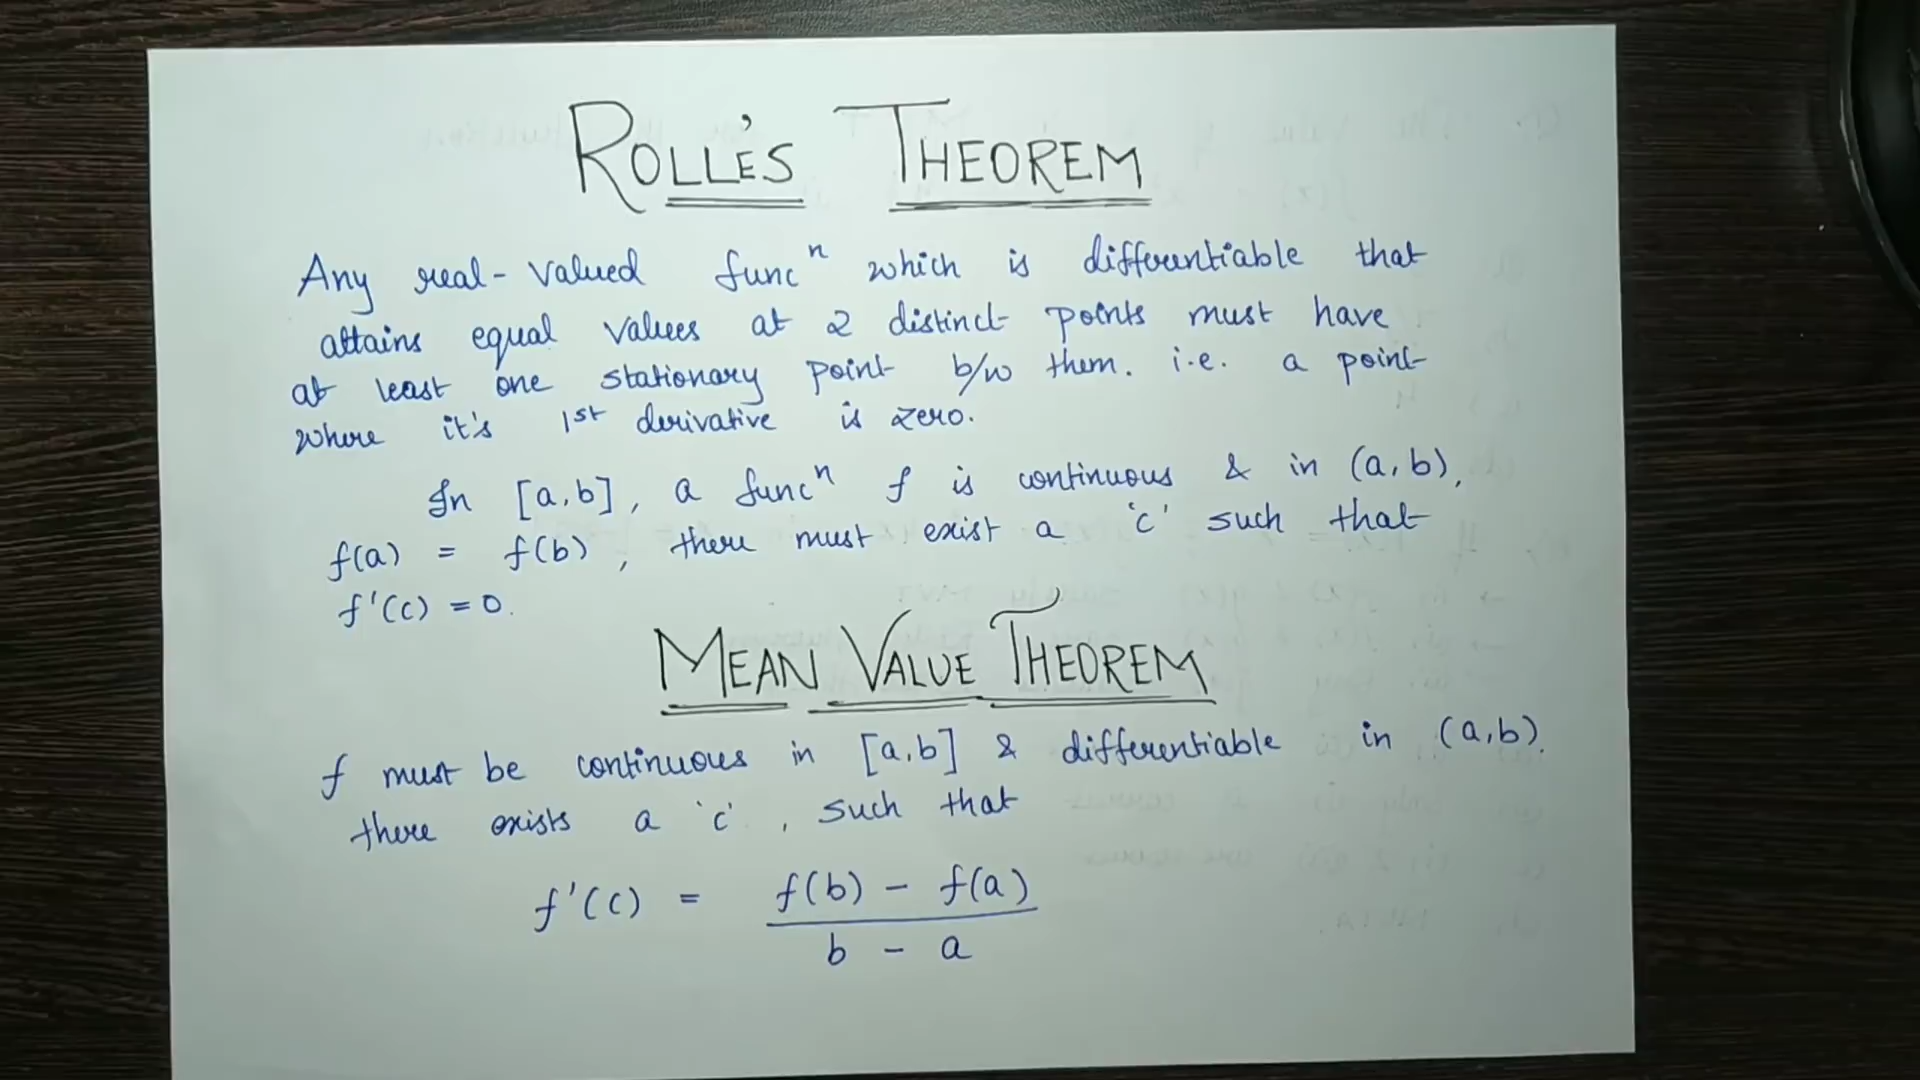 ROLLE'S THEOREM
Any real-valued funcⁿ which is differentiable that
attains equal values at 2 distinct points must have
at least one stationary point b/w them. i.e. a point
where it's 1st derivative is zero.
In [a,b], a funcⁿ f is continuous & in (a,b),
f(a) = f(b), there must exist a 'c' such that
f'(c) = 0.
MEAN VALUE THEOREM
f must be continuous in [a,b] & differentiable in (a,b).
there exists a 'c', such that
f'(c) = f(b) - f(a)
b - a